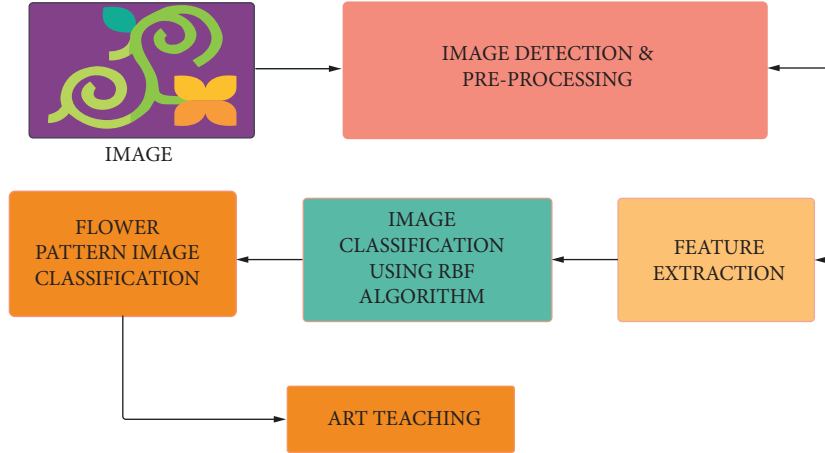 IMAGE DETECTION &
PRE-PROCESSING
IMAGE
FLOWER
PATTERN IMAGE
CLASSIFICATION
IMAGE
CLASSIFICATION
USING RBF
ALGORITHM
FEATURE
EXTRACTION
ART TEACHING